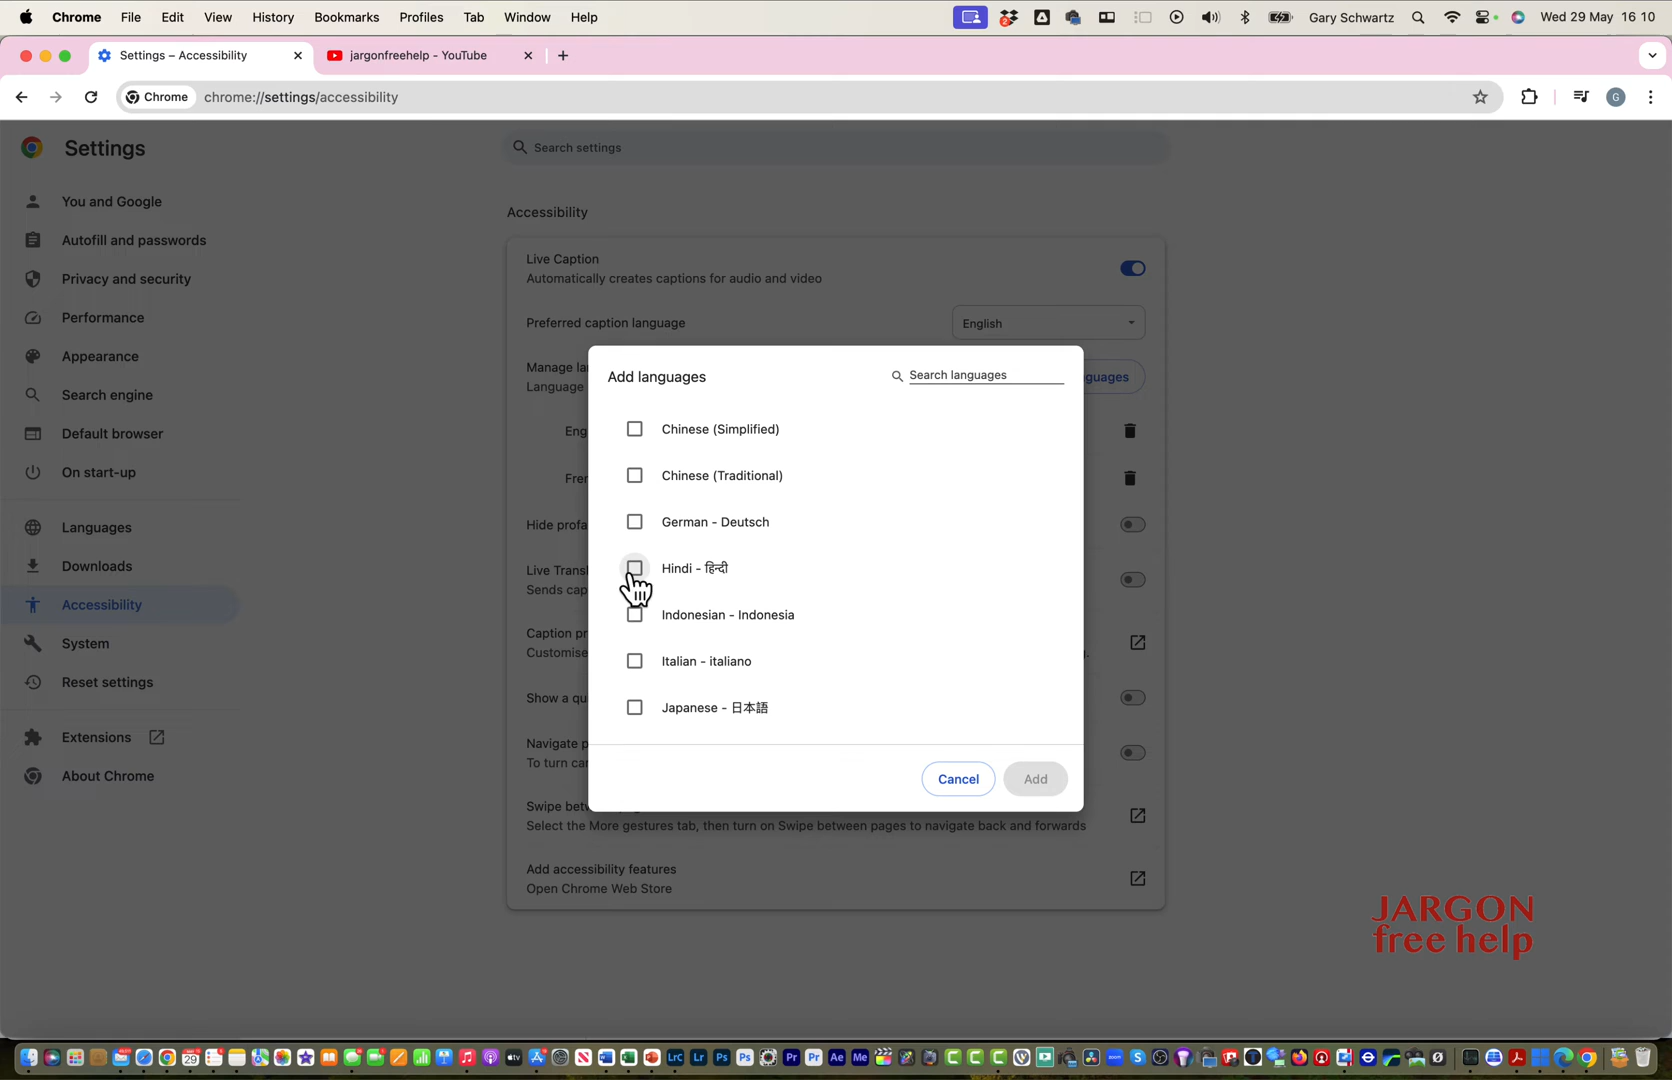 Chrome File Edit View History Bookmarks Profiles Tab Window Help Gary Schwartz Wed 29 May 16 10
Settings – Accessibility jargonfreehelp - YouTube
Chrome chrome://settings/accessibility G
Settings
Search settings
You and Google
Autofill and passwords
Privacy and security
Performance
Appearance
Search engine
Default browser
On start-up
Languages
Downloads
Accessibility
System
Reset settings
Extensions
About Chrome
Accessibility
Live Caption
Automatically creates captions for audio and video
Preferred caption language English
Manage lan
Language
guages
Eng
Fren
Hide profa
Live Transl
Sends cap
Caption pr
Customise
Show a qu
Navigate p
To turn car
Swipe betw
Select the More gestures tab, then turn on Swipe between pages to navigate back and forwards
Add accessibility features
Open Chrome Web Store
Add languages
Search languages
Chinese (Simplified)
Chinese (Traditional)
German - Deutsch
Hindi - हिन्दी
Indonesian - Indonesia
Italian - italiano
Japanese - 日本語
Cancel Add
JARGON
free help